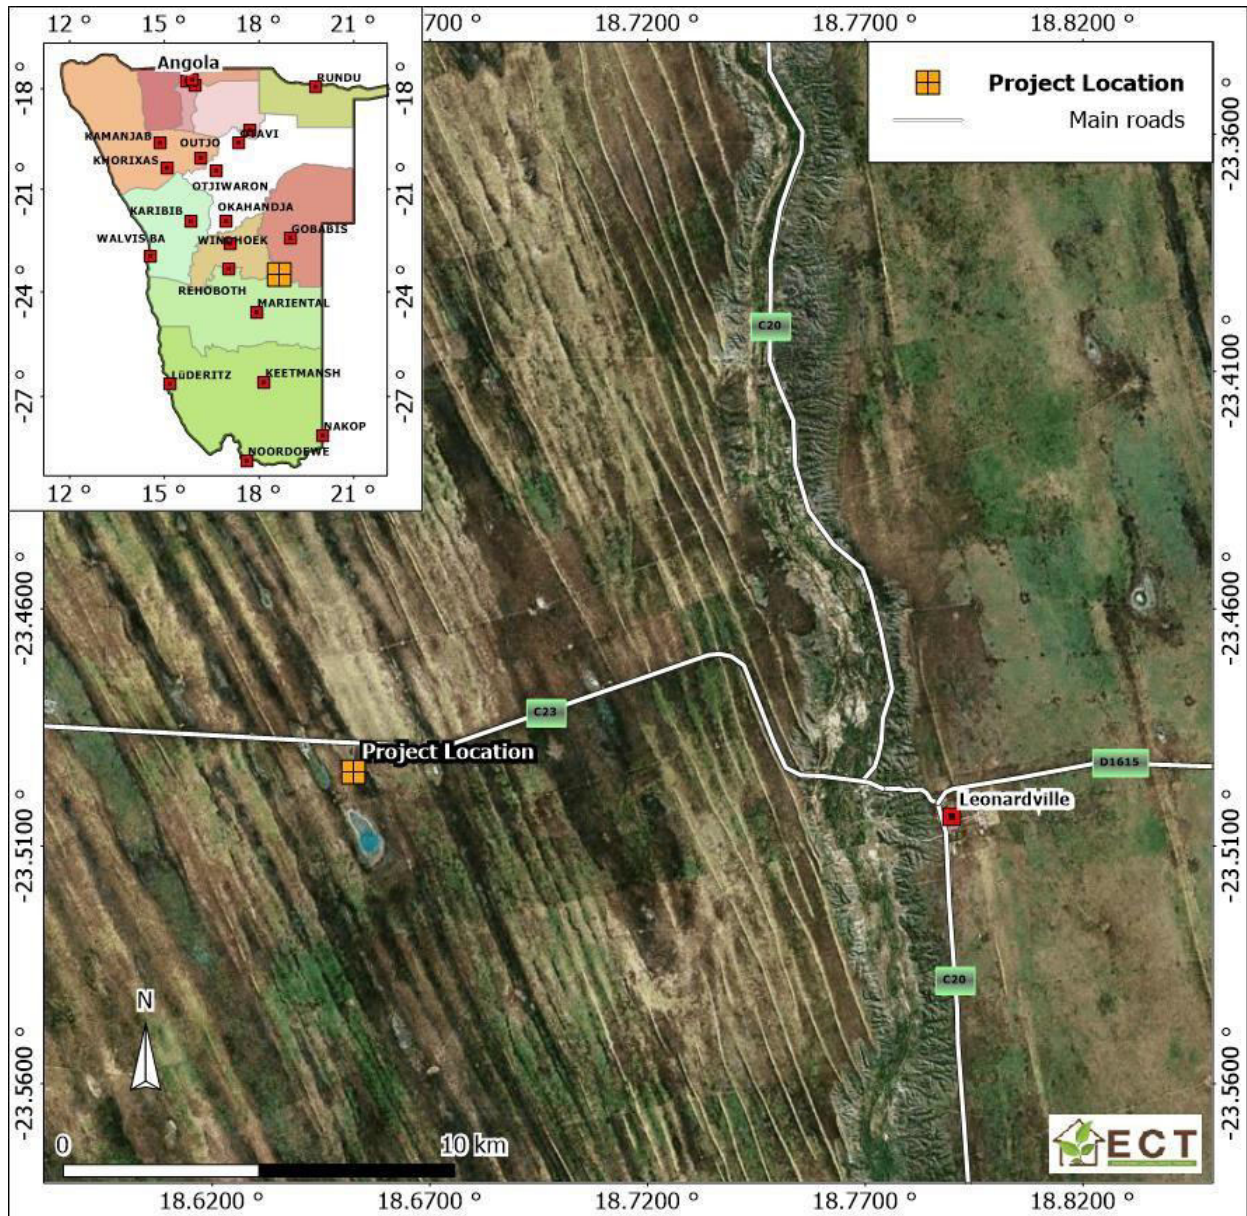 12 ° 15 ° 18 ° 21 °
700 ° 18.7200 ° 18.7700 ° 18.8200 °
Angola
RUNDU
KAMANJAB
OUTJO
OTAVI
KHORIXAS
OTJIWARON
KARIBIB
OKAHANDJA
WALVIS BA
WINDHOEK
GOBABIS
REHOBOTH
MARIENTAL
LüDERITZ
KEETMANSH
NAKOP
NOORDOEWE
-18 °
-21 °
-24 °
-27 °
-18 °
-21 °
-24 °
-27 °
12 ° 15 ° 18 ° 21 °
Project Location
Main roads
C20
C23
Project Location
D1615
Leonardville
C20
-23.4600 °
-23.5100 °
-23.5600 °
-23.3600 °
-23.4100 °
-23.4600 °
-23.5100 °
-23.5600 °
N
0 10 km
ECT
18.6200 ° 18.6700 ° 18.7200 ° 18.7700 ° 18.8200 °